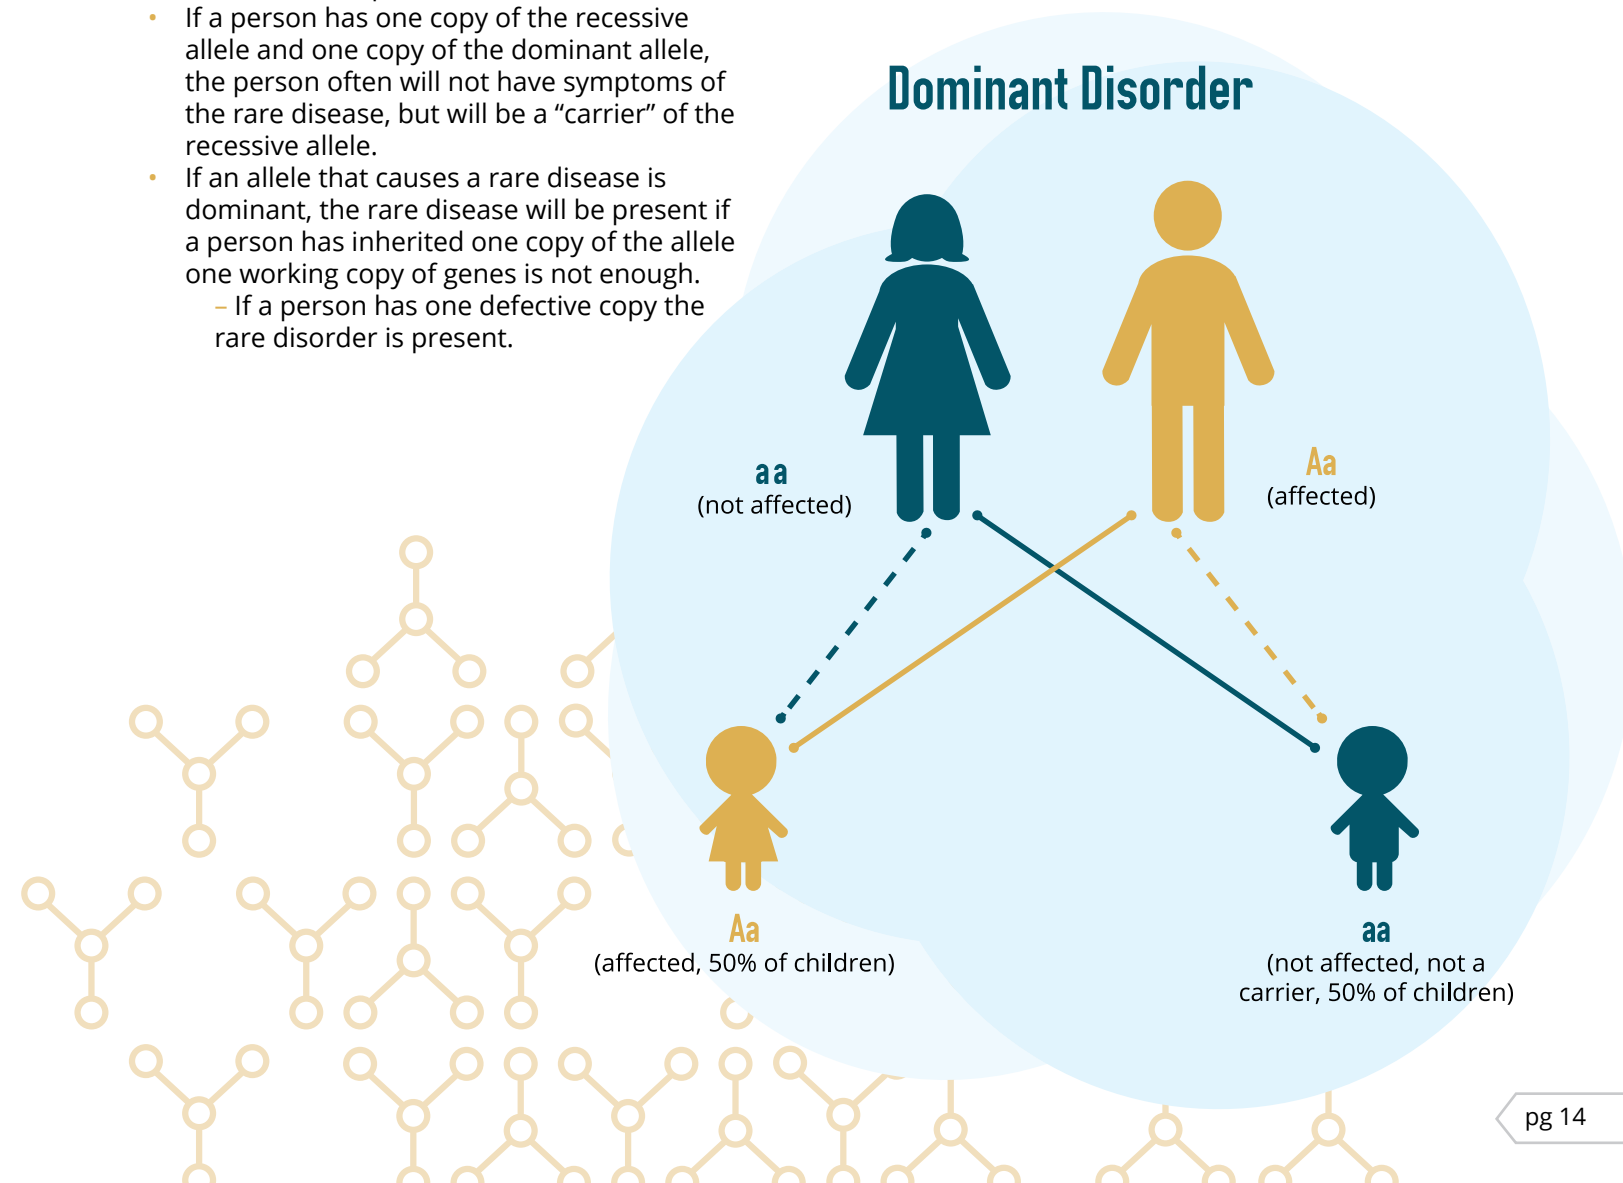 • If a person has one copy of the recessive
allele and one copy of the dominant allele,
the person often will not have symptoms of
the rare disease, but will be a “carrier” of the
recessive allele.
• If an allele that causes a rare disease is
dominant, the rare disease will be present if
a person has inherited one copy of the allele
one working copy of genes is not enough.
– If a person has one defective copy the
rare disorder is present.
Dominant Disorder
aa
(not affected)
Aa
(affected)
Aa
(affected, 50% of children)
aa
(not affected, not a
carrier, 50% of children)
pg 14